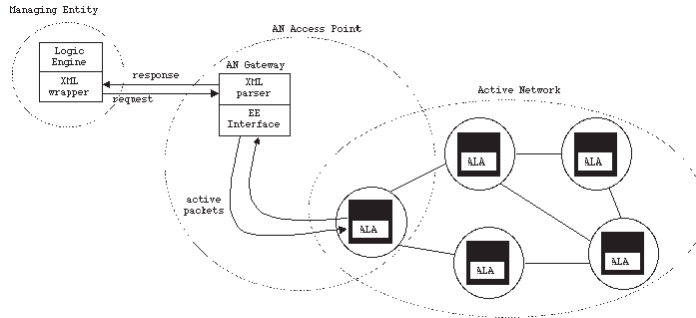 Managing Entity
Logic
Engine
XML
wrapper
response
request
AN Access Point
AN Gateway
XML
parser
EE
Interface
active
packets
Active Network
ALA
ALA
ALA
ALA
ALA